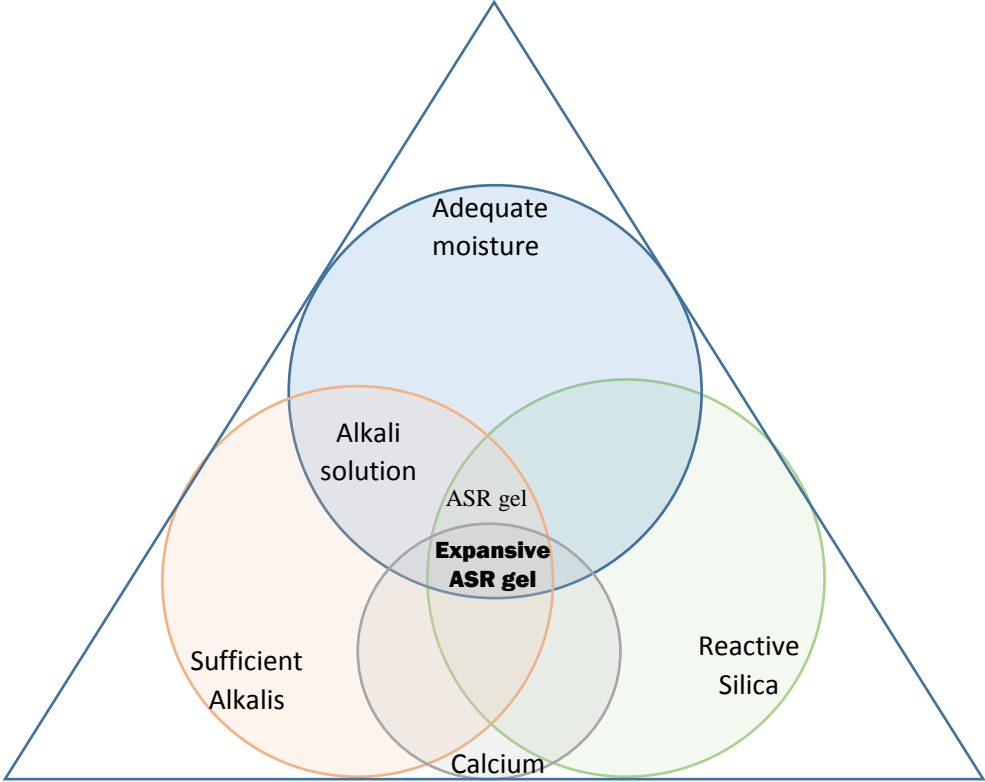 Adequate
moisture
Alkali
solution
ASR gel
Expansive
ASR gel
Sufficient
Alkalis
Reactive
Silica
Calcium